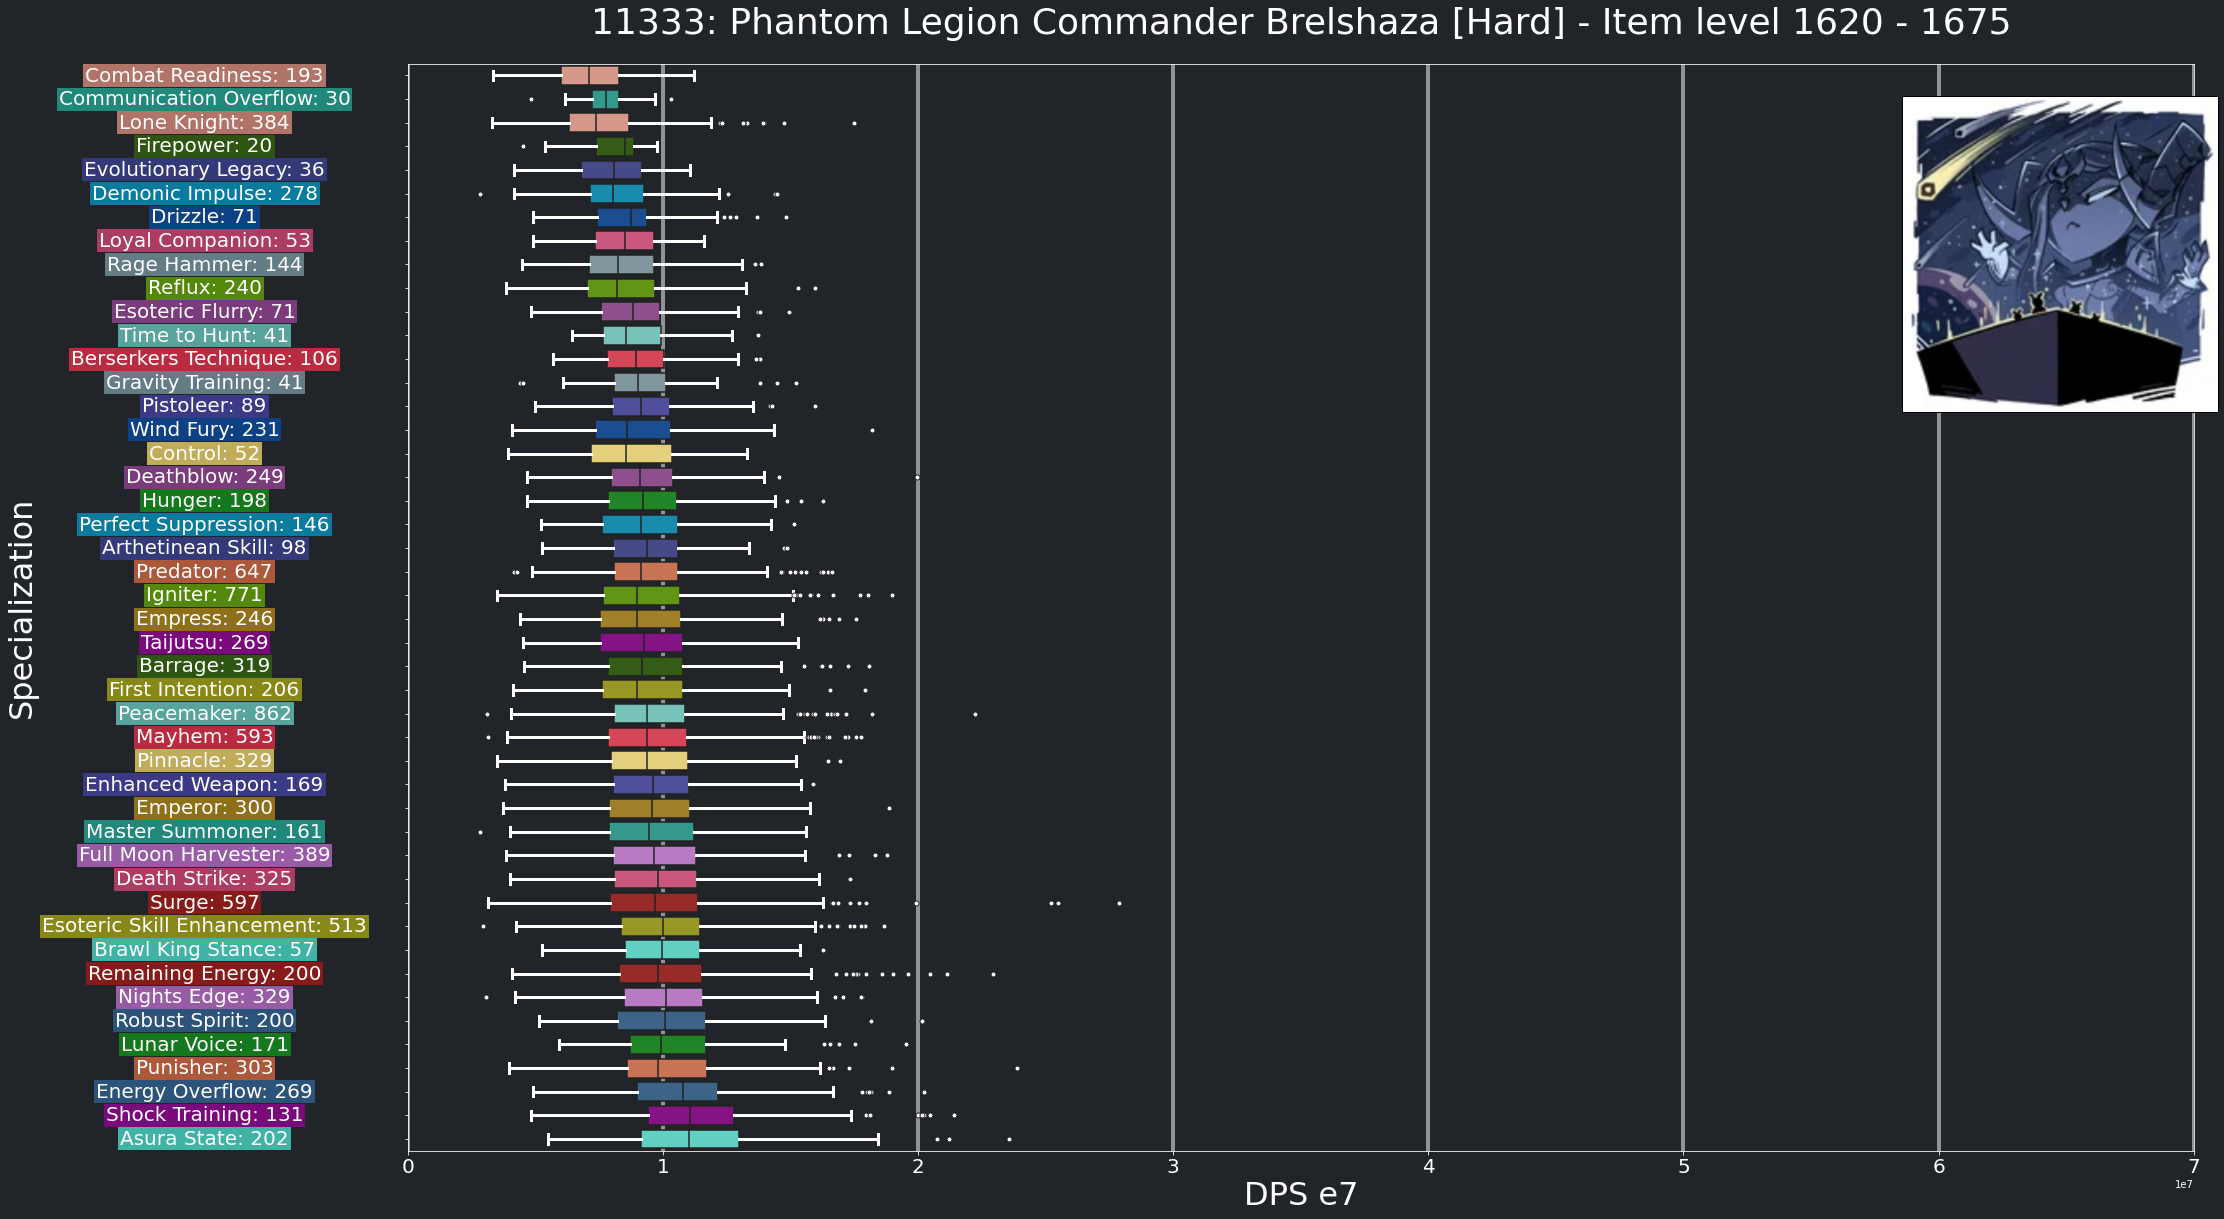 11333: Phantom Legion Commander Brelshaza [Hard] - Item level 1620 - 1675
Specialization
Combat Readiness: 193
Communication Overflow: 30
Lone Knight: 384
Firepower: 20
Evolutionary Legacy: 36
Demonic Impulse: 278
Drizzle: 71
Loyal Companion: 53
Rage Hammer: 144
Reflux: 240
Esoteric Flurry: 71
Time to Hunt: 41
Berserkers Technique: 106
Gravity Training: 41
Pistoleer: 89
Wind Fury: 231
Control: 52
Deathblow: 249
Hunger: 198
Perfect Suppression: 146
Arthetinean Skill: 98
Predator: 647
Igniter: 771
Empress: 246
Taijutsu: 269
Barrage: 319
First Intention: 206
Peacemaker: 862
Mayhem: 593
Pinnacle: 329
Enhanced Weapon: 169
Emperor: 300
Master Summoner: 161
Full Moon Harvester: 389
Death Strike: 325
Surge: 597
Esoteric Skill Enhancement: 513
Brawl King Stance: 57
Remaining Energy: 200
Nights Edge: 329
Robust Spirit: 200
Lunar Voice: 171
Punisher: 303
Energy Overflow: 269
Shock Training: 131
Asura State: 202
0 1 2 3 4 5 6 7
1e7
DPS e7